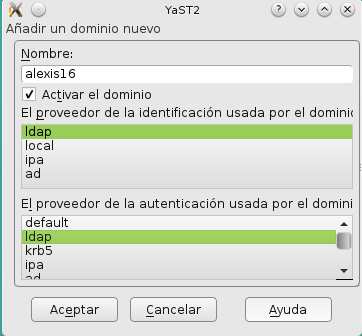 YaST2
Añadir un dominio nuevo
Nombre:
alexis16
Activar el dominio
El proveedor de la identificación usada por el dominio
ldap
local
ipa
ad
El proveedor de la autenticación usada por el domini
default
ldap
krb5
ipa
ad
Aceptar Cancelar Ayuda